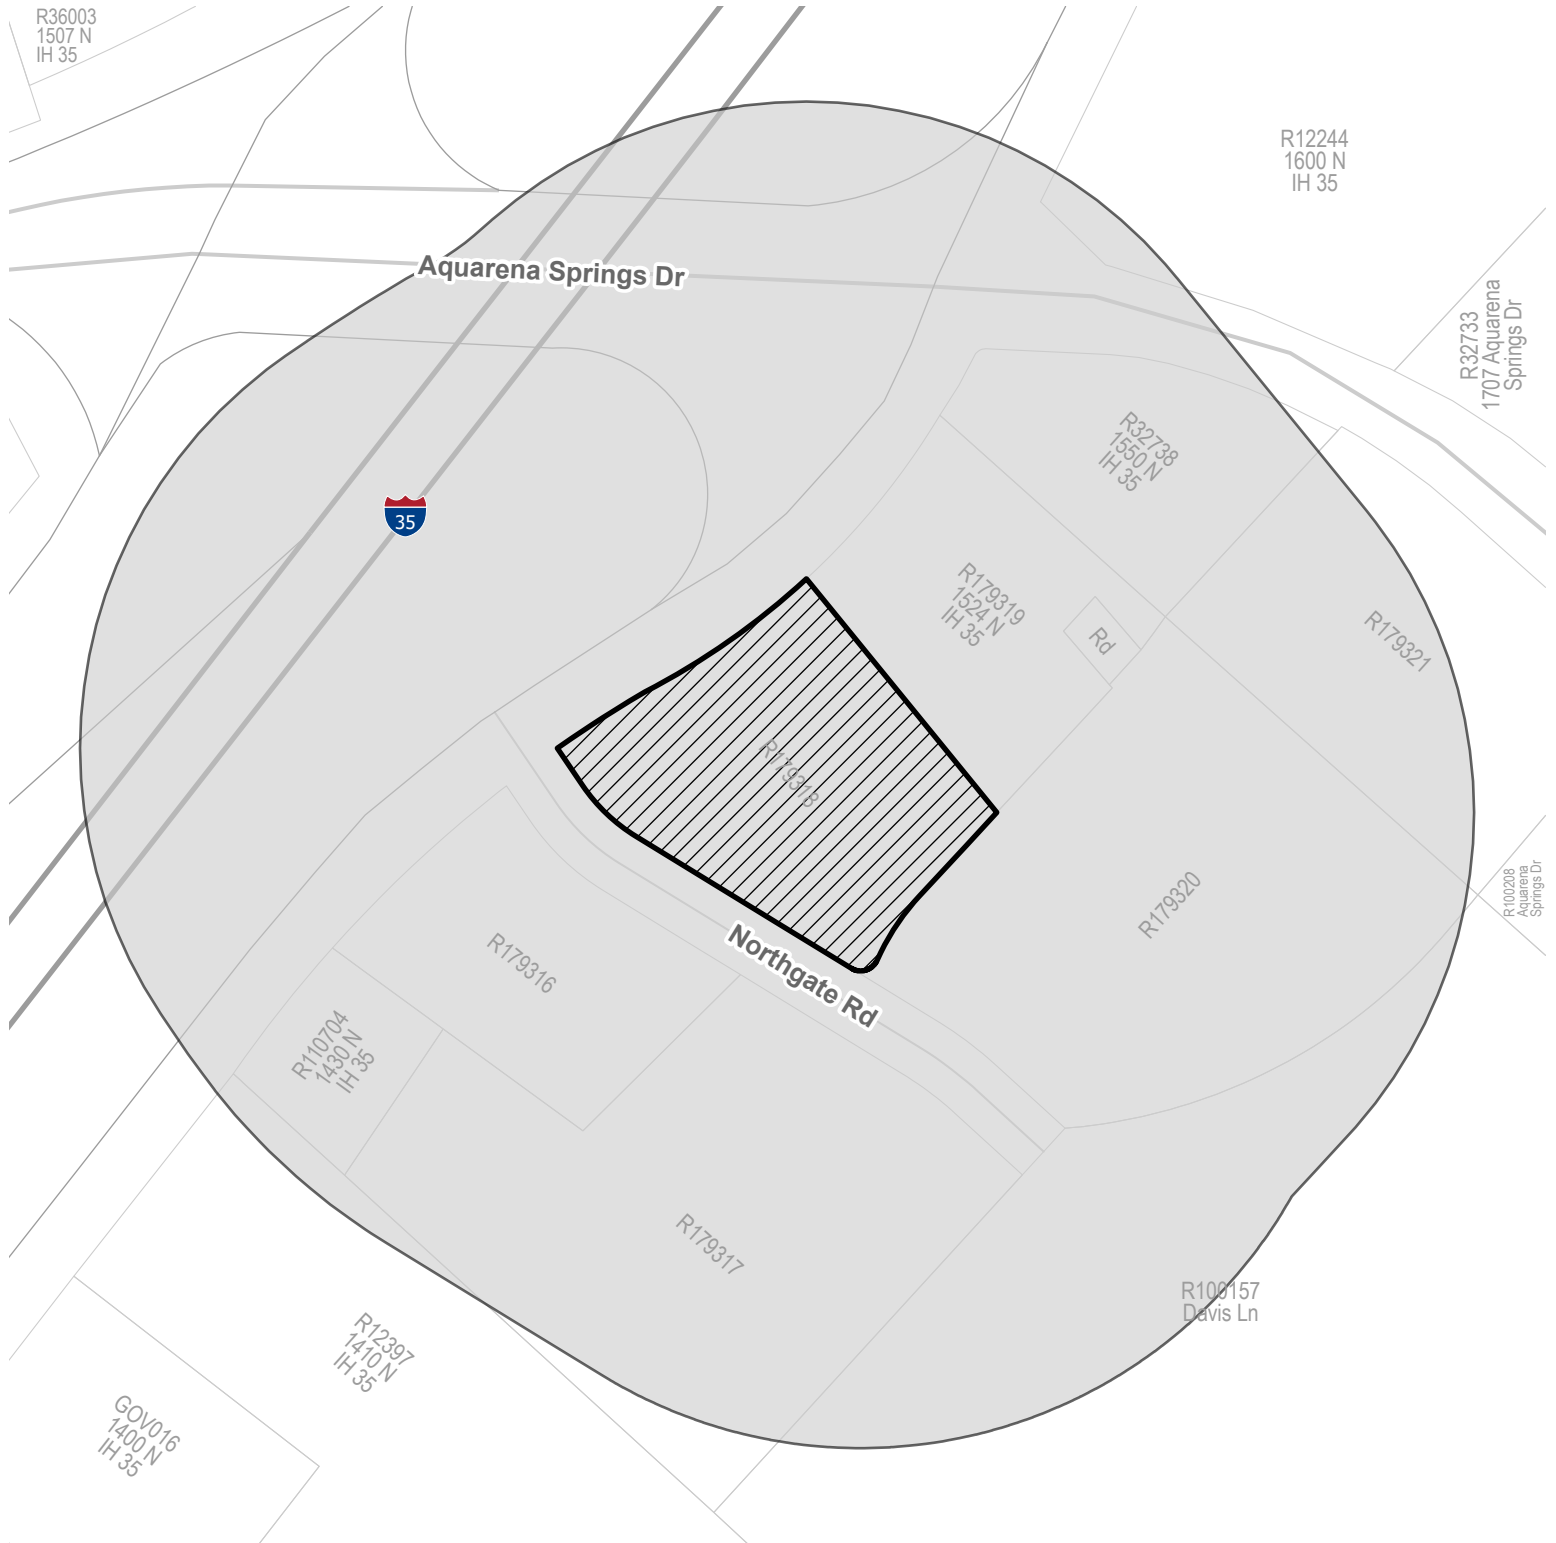 R36003
1507 N
IH 35
R12244
1600 N
IH 35
Aquarena Springs Dr
R32733
1707 Aquarena
Springs Dr
R32738
1550 N
IH 35
35
R179319
1524 N
IH 35
Rd
R179321
R179318
R179320
R100208
Aquarena
Springs Dr
Northgate Rd
R179316
R110704
1430 N
IH 35
R179317
R100157
Davis Ln
R12397
1410 N
IH 35
GOV016
1400 N
IH 35